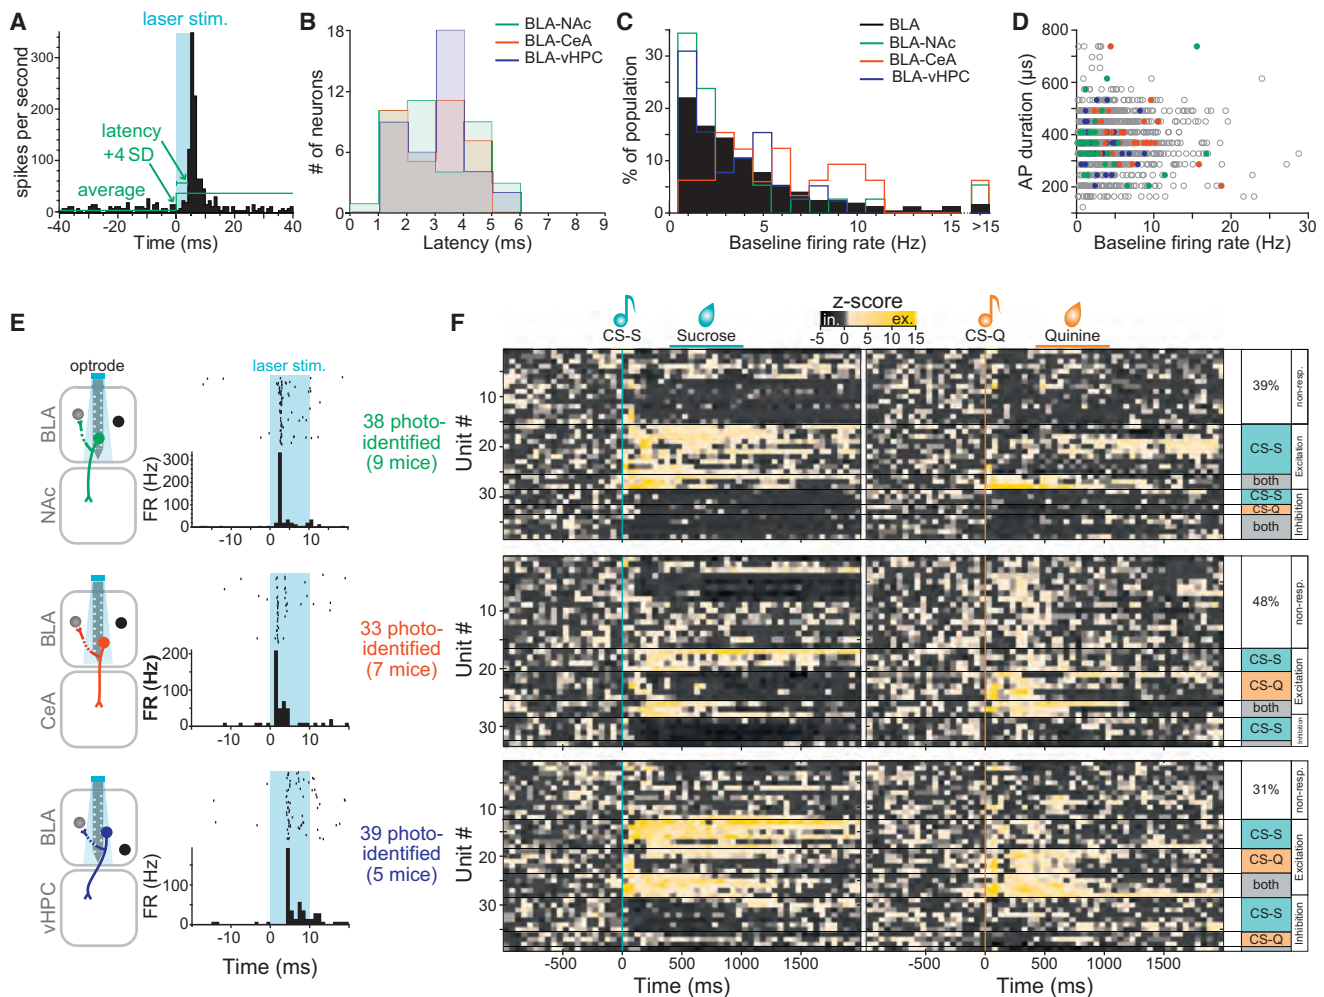 A
laser stim.
spikes per second
300
200
100
0
latency
+4 SD
average
-40 -20 0 20 40
Time (ms)
B
# of neurons
18
12
6
0
BLA-NAc
BLA-CeA
BLA-vHPC
0 1 2 3 4 5 6 7 8 9
Latency (ms)
C
% of population
30
20
10
0
BLA
BLA-NAc
BLA-CeA
BLA-vHPC
5 10 15 >15
Baseline firing rate (Hz)
D
AP duration (μs)
800
600
400
200
0 10 20 30
Baseline firing rate (Hz)
E
optrode
laser stim.
BLA
NAc
FR (Hz)
300
200
100
0
-10 0 10
38 photo-
identified
(9 mice)
BLA
CeA
FR (Hz)
200
100
0
-10 0 10
33 photo-
identified
(7 mice)
BLA
vHPC
FR (Hz)
100
0
-10 0 10
Time (ms)
39 photo-
identified
(5 mice)
F
CS-S
Sucrose
z-score
in.
ex.
-5 0 5 15
CS-Q
Quinine
Unit #
10
20
30
39%
non-resp.
CS-S
both
Excitation
CS-S
CS-Q
both
Inhibition
Unit #
10
20
30
48%
non-resp.
CS-S
CS-Q
both
Excitation
CS-S
Inhibition
Unit #
10
20
30
31%
non-resp.
CS-S
CS-Q
both
Excitation
CS-S
CS-Q
Inhibition
-500 0 500 1000 1500
Time (ms)
-500 0 500 1000 1500
Time (ms)